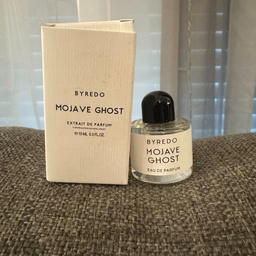 BYREDO
MOJAVE GHOST
EXTRAIT DE PARFUM
BYREDO
MOJAVE
GHOST
EAU DE PARFUM